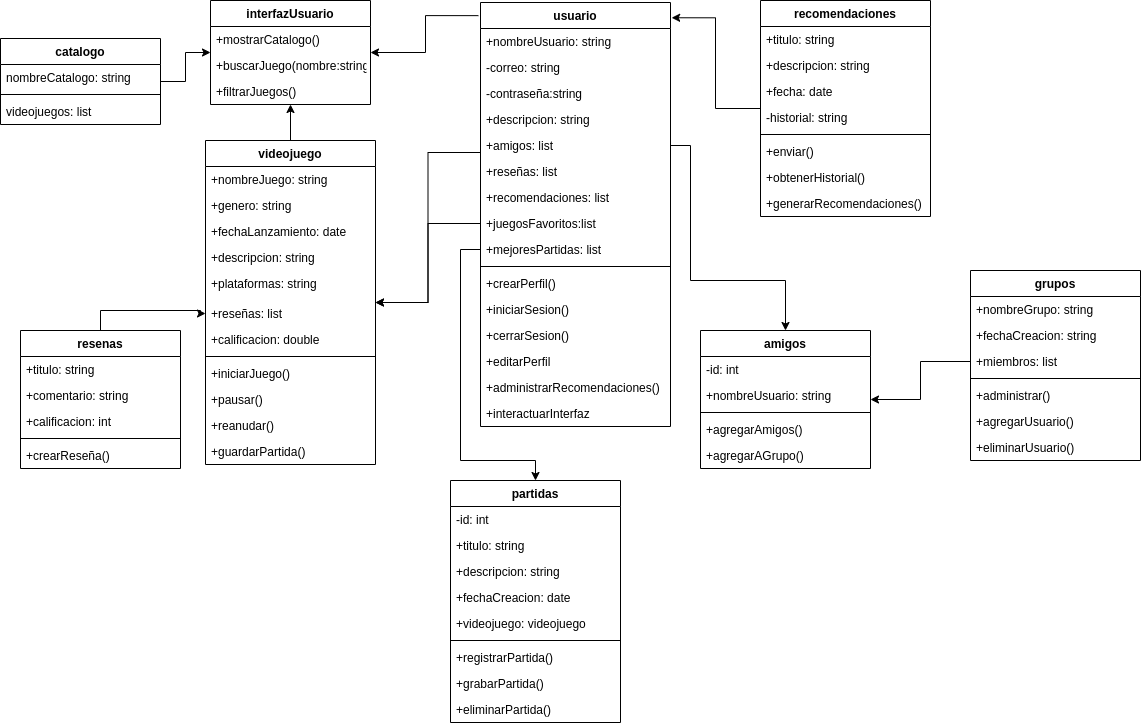 catalogo
nombreCatalogo: string
videojuegos: list
interfazUsuario
+mostrarCatalogo()
+buscarJuego(nombre:string
+filtrarJuegos()
usuario
+nombreUsuario: string
-correo: string
-contraseña:string
+descripcion: string
+amigos: list
+reseñas: list
+recomendaciones: list
+juegosFavoritos:list
+mejoresPartidas: list
+crearPerfil()
+iniciarSesion()
+cerrarSesion()
+editarPerfil
+administrarRecomendaciones()
+interactuarInterfaz
recomendaciones
+titulo: string
+descripcion: string
+fecha: date
-historial: string
+enviar()
+obtenerHistorial()
+generarRecomendaciones()
videojuego
+nombreJuego: string
+genero: string
+fechaLanzamiento: date
+descripcion: string
+plataformas: string
+reseñas: list
+calificacion: double
+iniciarJuego()
+pausar()
+reanudar()
+guardarPartida()
resenas
+titulo: string
+comentario: string
+calificacion: int
+crearReseña()
amigos
-id: int
+nombreUsuario: string
+agregarAmigos()
+agregarAGrupo()
grupos
+nombreGrupo: string
+fechaCreacion: string
+miembros: list
+administrar()
+agregarUsuario()
+eliminarUsuario()
partidas
-id: int
+titulo: string
+descripcion: string
+fechaCreacion: date
+videojuego: videojuego
+registrarPartida()
+grabarPartida()
+eliminarPartida()